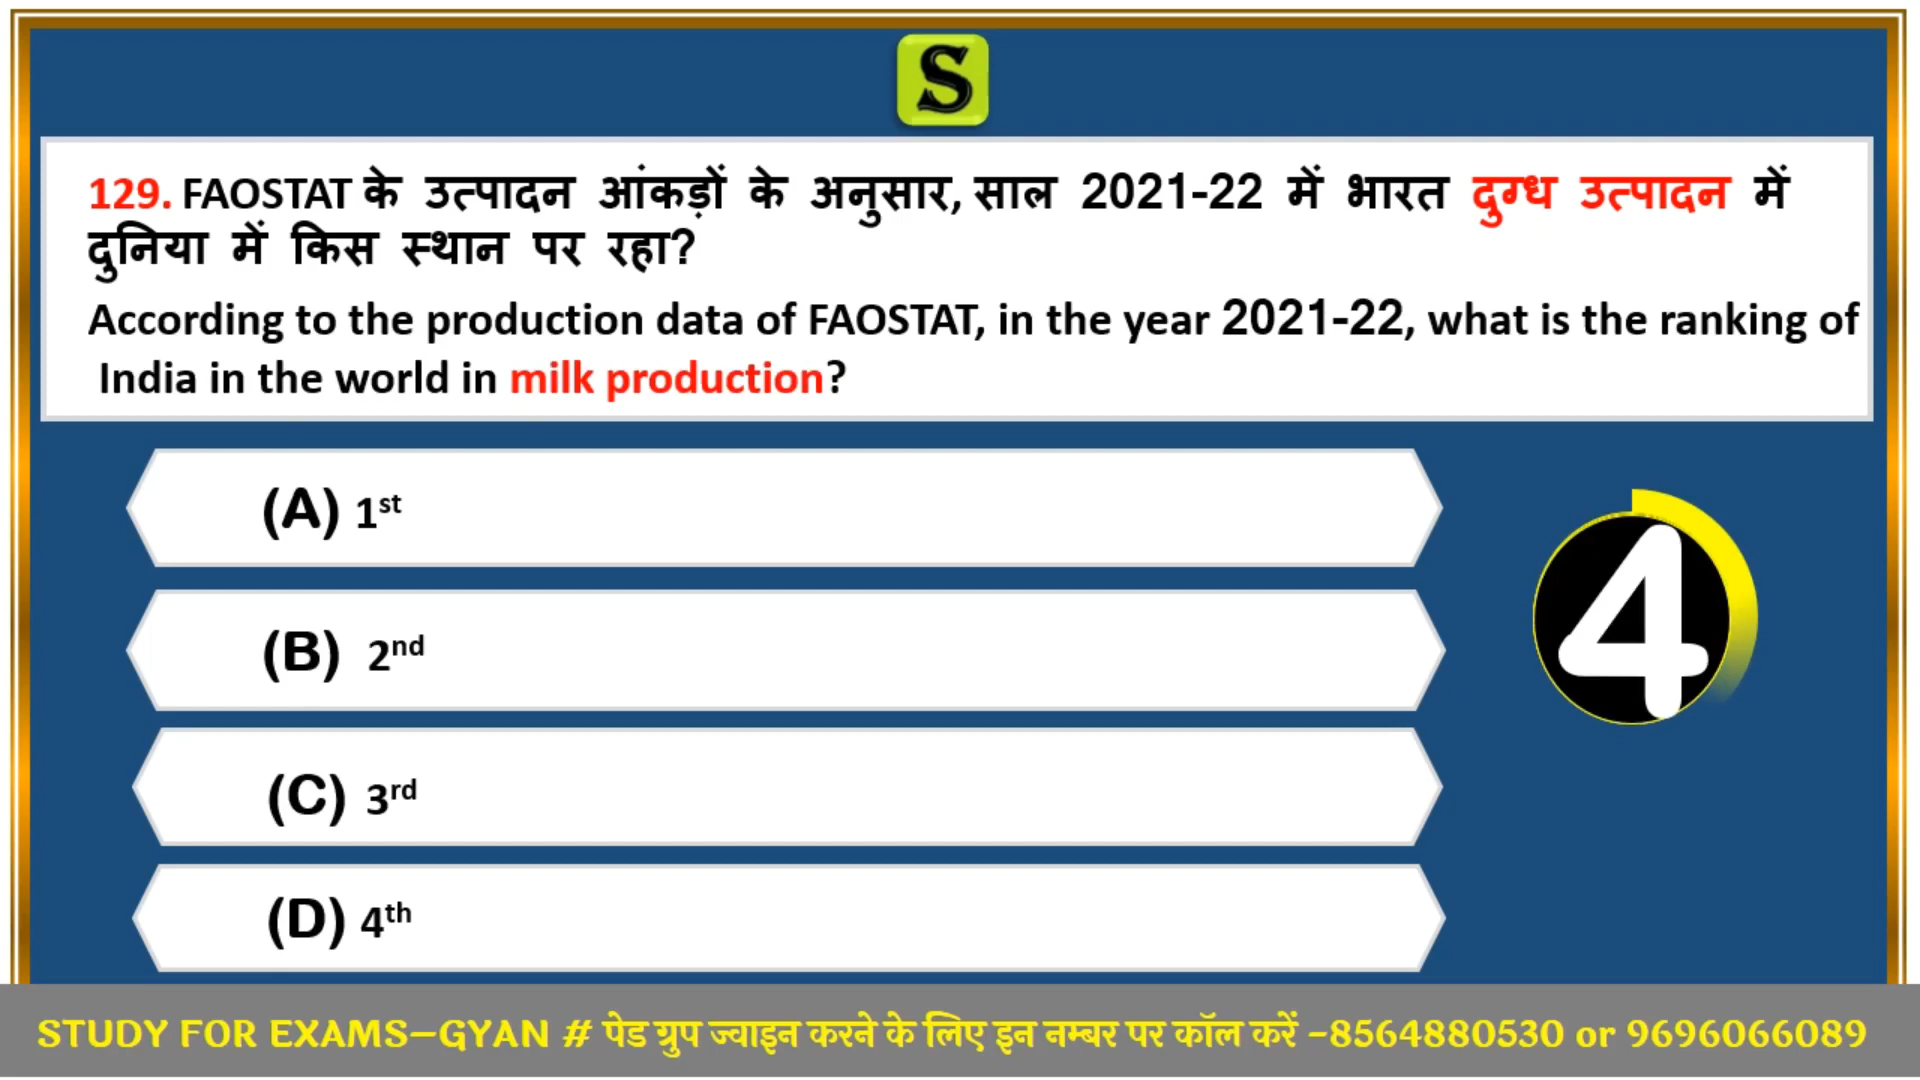 S
129. FAOSTAT के उत्पादन आंकड़ों के अनुसार, साल 2021-22 में भारत दुग्ध उत्पादन में
दुनिया में किस स्थान पर रहा?
According to the production data of FAOSTAT, in the year 2021-22, what is the ranking of
India in the world in milk production?
(A) 1st
(B) 2nd
(C) 3rd
(D) 4th
4
STUDY FOR EXAMS–GYAN # पेड ग्रुप ज्वाइन करने के लिए इन नम्बर पर कॉल करें -8564880530 or 9696066089